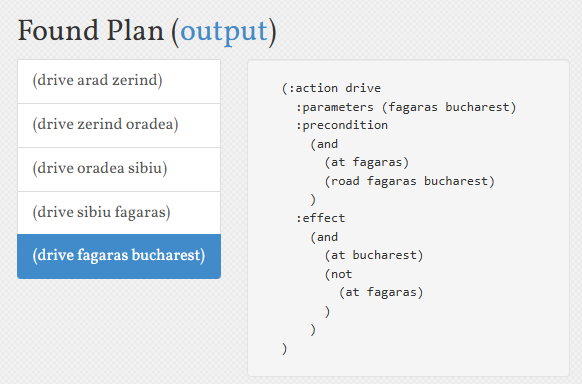 Found Plan (output)
(drive arad zerind)
(drive zerind oradea)
(drive oradea sibiu)
(drive sibiu fagaras)
(drive fagaras bucharest)
(:action drive
  :parameters (fagaras bucharest)
  :precondition
    (and
      (at fagaras)
      (road fagaras bucharest)
    )
  :effect
    (and
      (at bucharest)
      (not
        (at fagaras)
      )
    )
)